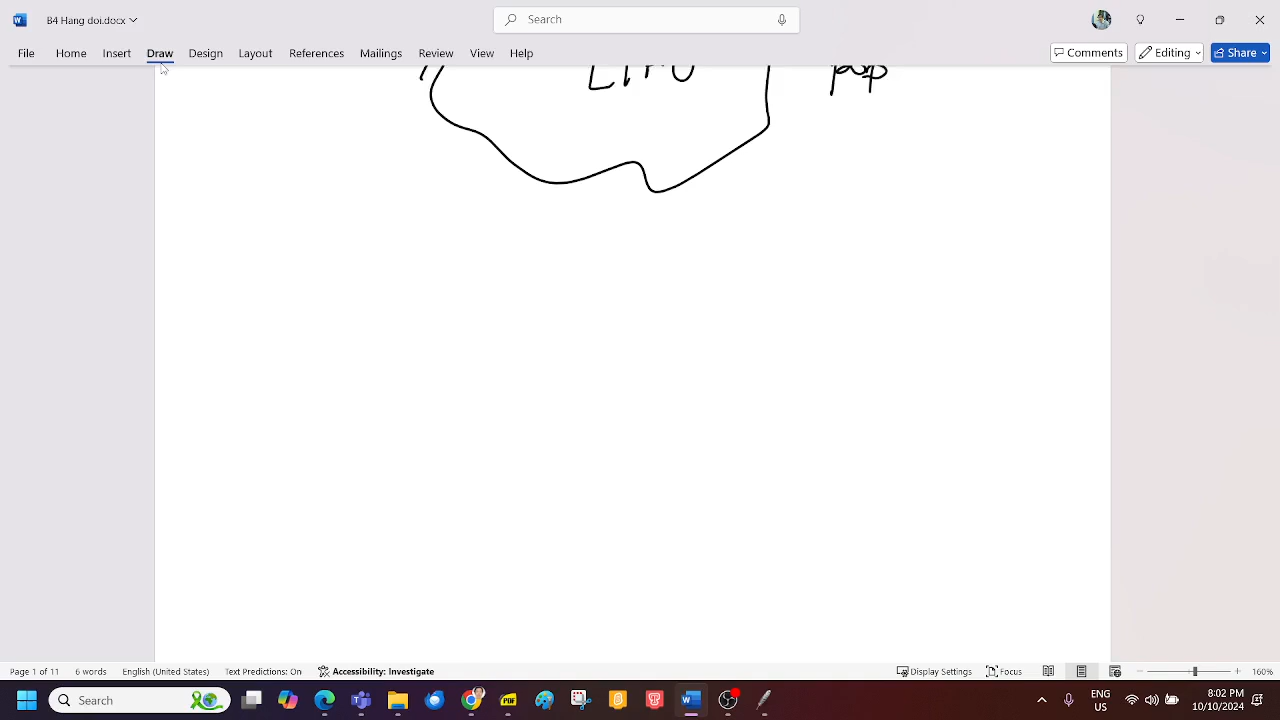 B4 Hang doi.docx
Search
File Home Insert Draw Design Layout References Mailings Review View Help
Comments Editing Share
LIFO pop
Page 1 of 11 6 words English (United States) Text Predictions: On Accessibility: Investigate Display Settings Focus 160%
Search
PDF
ENG
US
8:02 PM
10/10/2024